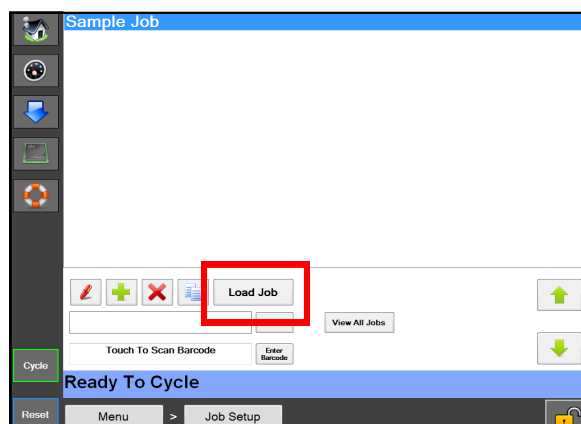 Sample Job
Load Job
View All Jobs
Touch To Scan Barcode
Enter
Barcode
Cycle
Ready To Cycle
Reset
Menu > Job Setup